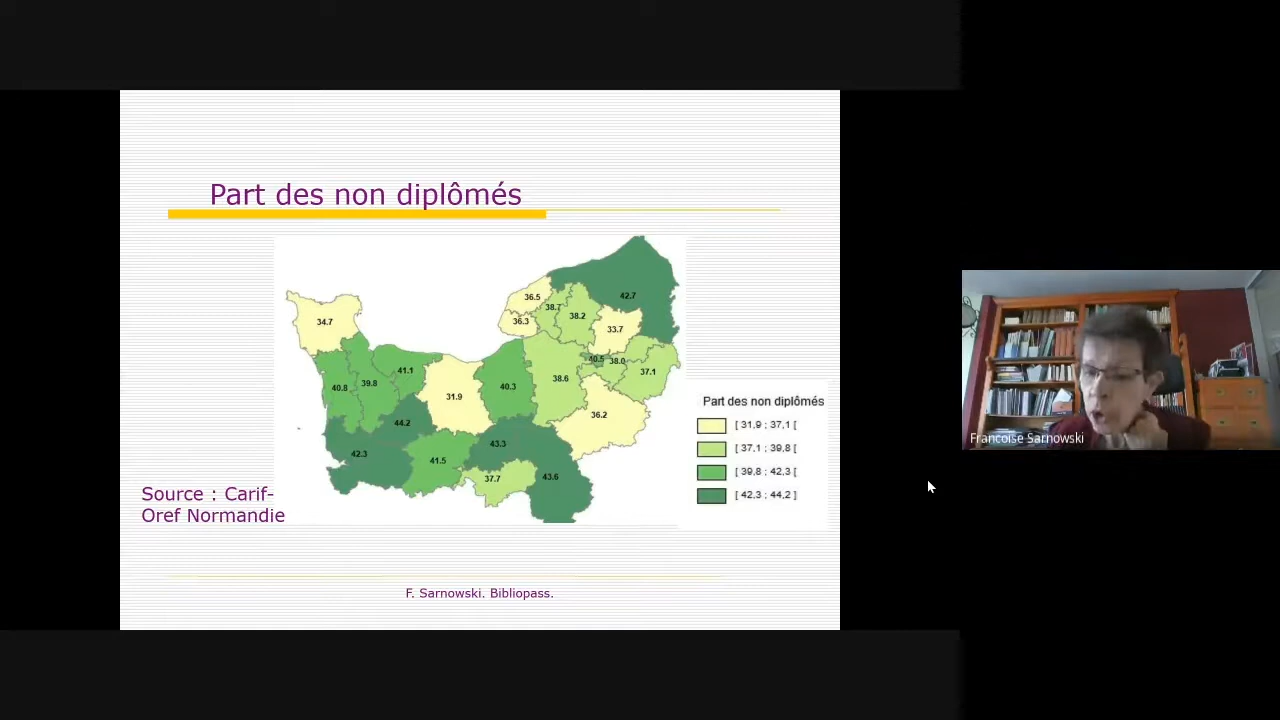 Part des non diplômés
42.7
36.5
38.7
38.2
36.3
33.7
34.7
38.0
41.1
37.1
40.8
39.8
40.3
38.6
31.9
36.2
44.2
43.3
42.3
41.5
37.7
43.6
Part des non diplômés
[ 31,9 ; 37,1 [
[ 37,1 ; 39,8 [
[ 39,8 ; 42,3 [
[ 42,3 ; 44,2 ]
Source : Carif-
Oref Normandie
F. Sarnowski. Bibliopass.
Francoise Sarnowski